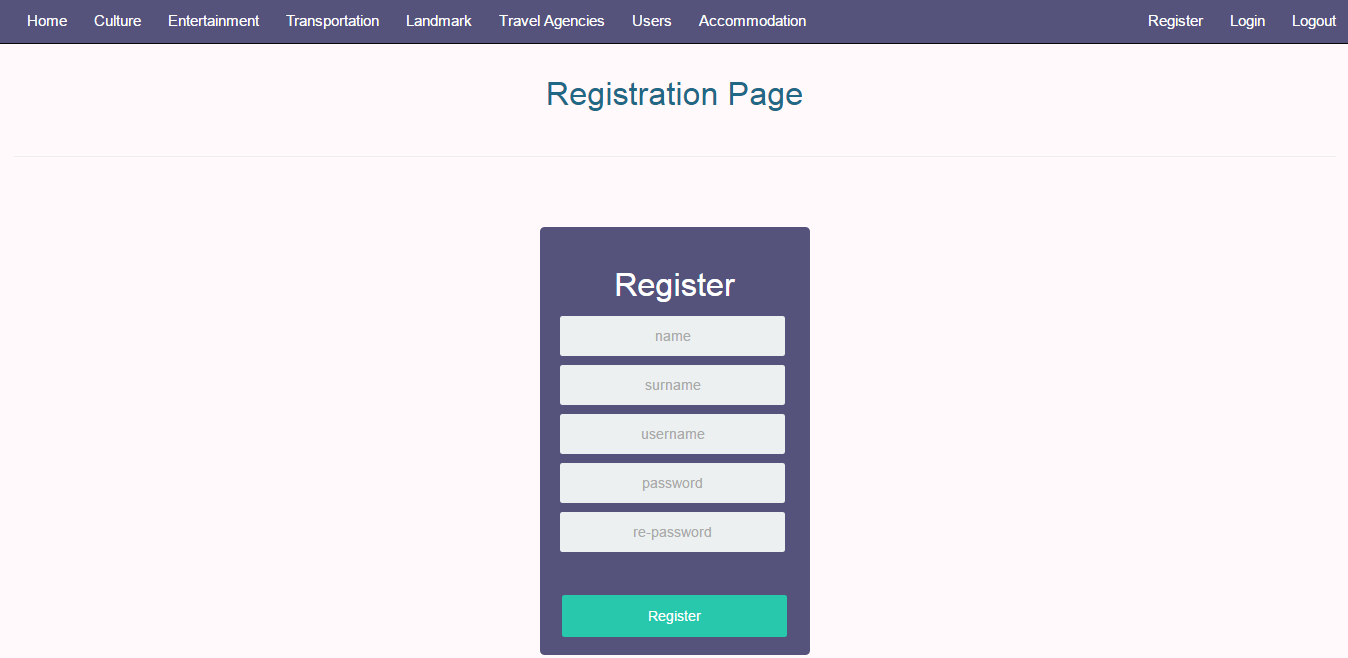 Home Culture Entertainment Transportation Landmark Travel Agencies Users Accommodation Register Login Logout
Registration Page
Register
name
surname
username
password
re-password
Register